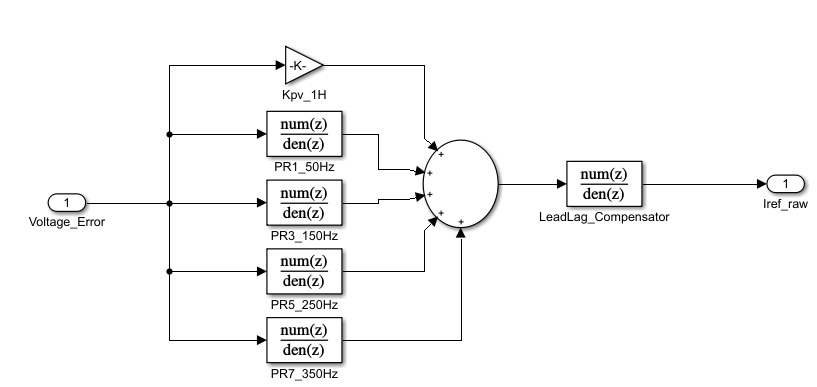 -K-
Kpv_1H
num(z)
den(z)
PR1_50Hz
num(z)
den(z)
PR3_150Hz
num(z)
den(z)
PR5_250Hz
num(z)
den(z)
PR7_350Hz
1
Voltage_Error
+
+
+
+
+
num(z)
den(z)
LeadLag_Compensator
1
Iref_raw